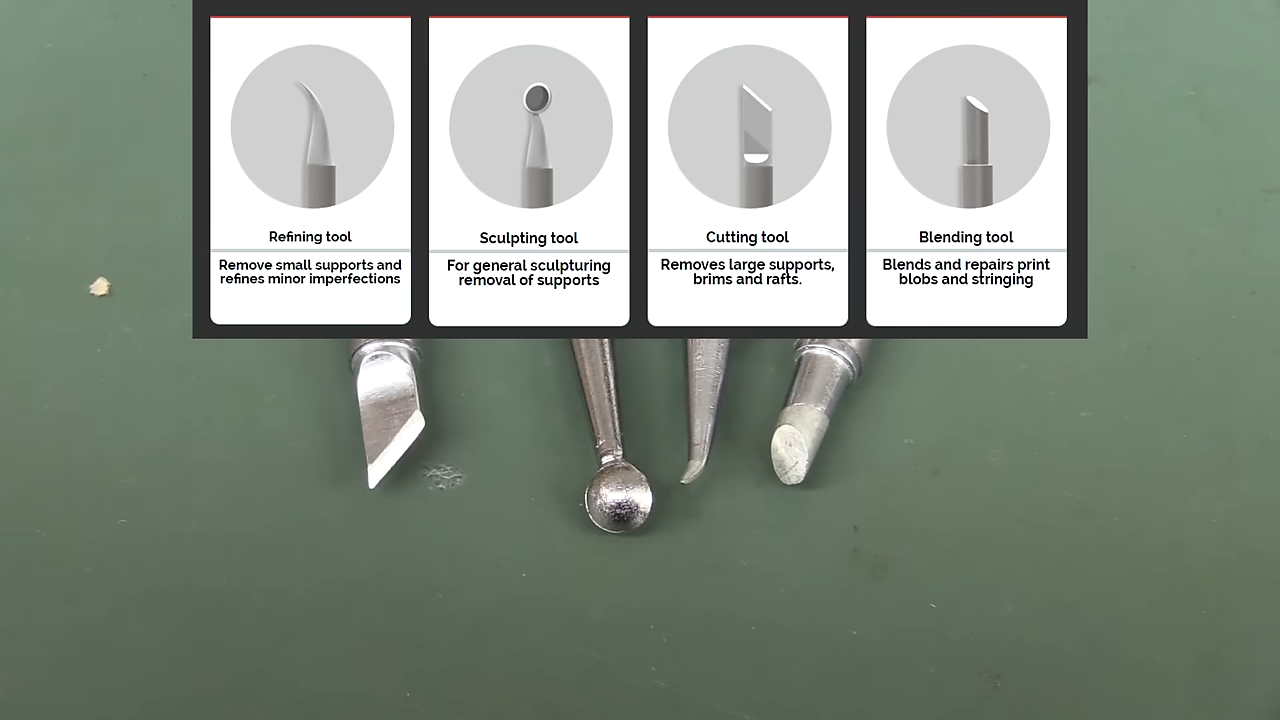 Refining tool
Remove small supports and
refines minor imperfections
Sculpting tool
For general sculpturing
removal of supports
Cutting tool
Removes large supports,
brims and rafts.
Blending tool
Blends and repairs print
blobs and stringing